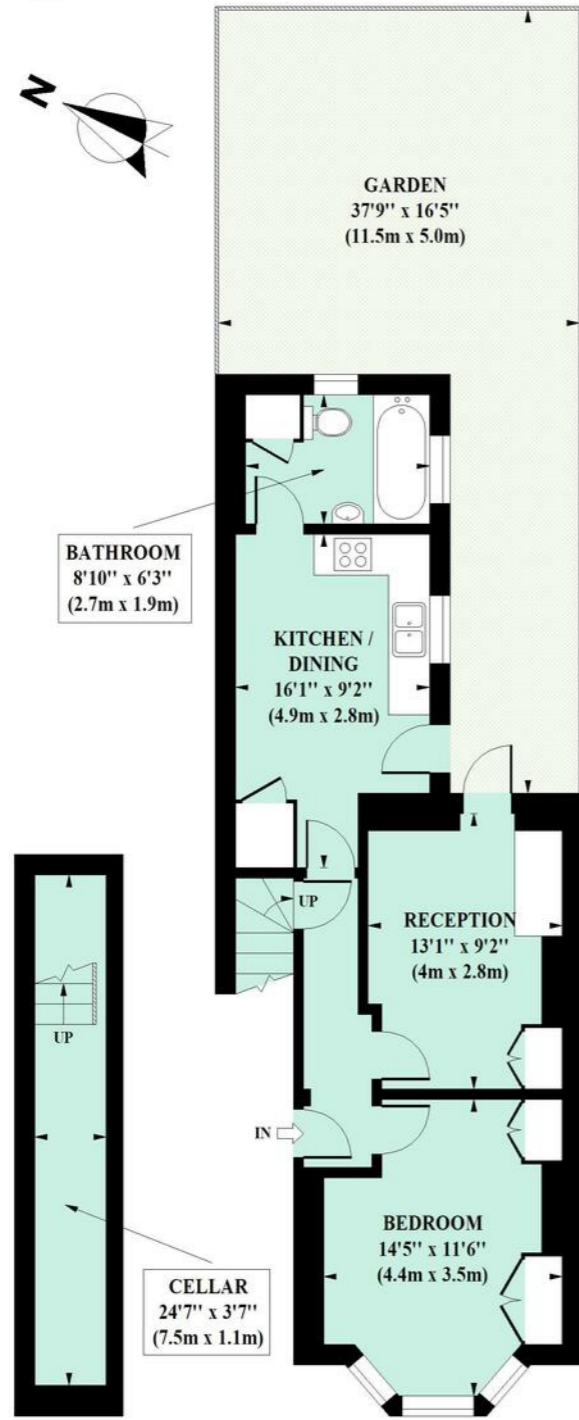 N
GARDEN
37'9'' x 16'5''
(11.5m x 5.0m)
BATHROOM
8'10'' x 6'3''
(2.7m x 1.9m)
KITCHEN /
DINING
16'1'' x 9'2''
(4.9m x 2.8m)
UP
RECEPTION
13'1'' x 9'2''
(4m x 2.8m)
UP
IN
BEDROOM
14'5'' x 11'6''
(4.4m x 3.5m)
CELLAR
24'7'' x 3'7''
(7.5m x 1.1m)